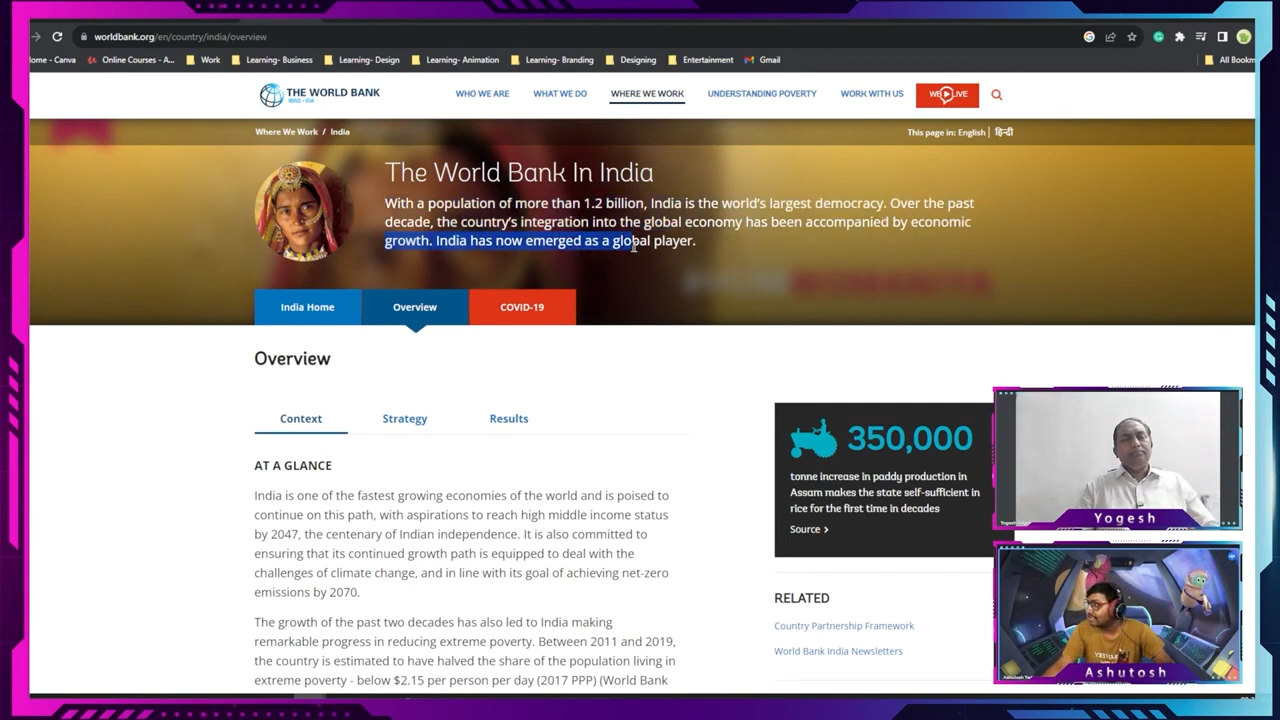 worldbank.org/en/country/india/overview
ome - Canva
Online Courses - A...
Work
Learning- Business
Learning- Design
Learning- Animation
Learning- Branding
Designing
Entertainment
Gmail
All Bookm
THE WORLD BANK
IBRD • IDA
WHO WE ARE
WHAT WE DO
WHERE WE WORK
UNDERSTANDING POVERTY
WORK WITH US
LIVE
Where We Work / India
This page in: English | हिन्दी
The World Bank In India
With a population of more than 1.2 billion, India is the world's largest democracy. Over the past
decade, the country's integration into the global economy has been accompanied by economic
growth. India has now emerged as a global player.
India Home
Overview
COVID-19
Overview
Context
Strategy
Results
AT A GLANCE
India is one of the fastest growing economies of the world and is poised to
continue on this path, with aspirations to reach high middle income status
by 2047, the centenary of Indian independence. It is also committed to
ensuring that its continued growth path is equipped to deal with the
challenges of climate change, and in line with its goal of achieving net-zero
emissions by 2070.
The growth of the past two decades has also led to India making
remarkable progress in reducing extreme poverty. Between 2011 and 2019,
the country is estimated to have halved the share of the population living in
extreme poverty - below $2.15 per person per day (2017 PPP) (World Bank
350,000
tonne increase in paddy production in
Assam makes the state self-sufficient in
rice for the first time in decades
Source
RELATED
Country Partnership Framework
World Bank India Newsletters
Yogesh
Ashutosh